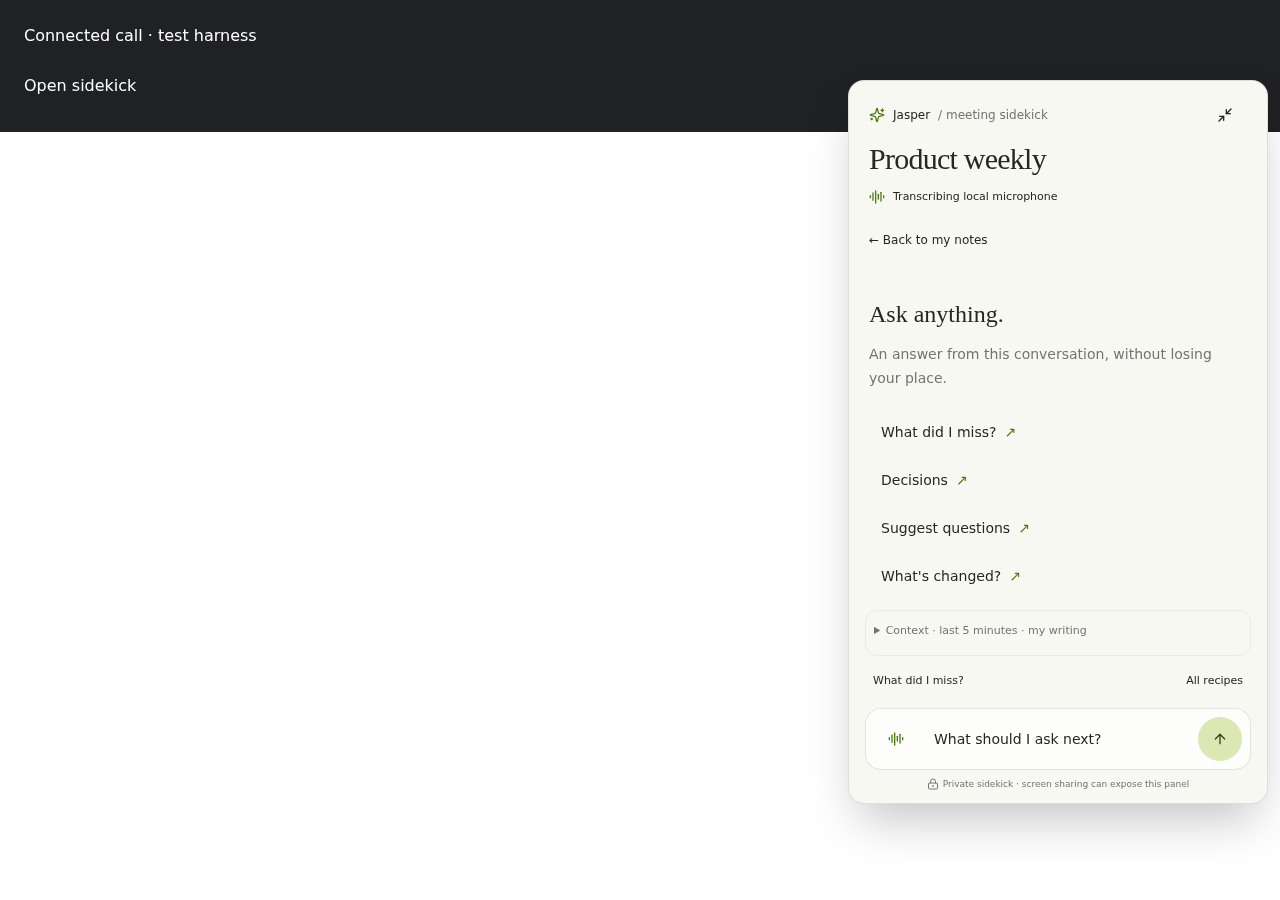 Connected call · test harness
Open sidekick
Jasper / meeting sidekick
Product weekly
Transcribing local microphone
← Back to my notes
Ask anything.
An answer from this conversation, without losing
your place.
What did I miss? ↗
Decisions ↗
Suggest questions ↗
What's changed? ↗
▶ Context · last 5 minutes · my writing
What did I miss? All recipes
What should I ask next?
Private sidekick · screen sharing can expose this panel